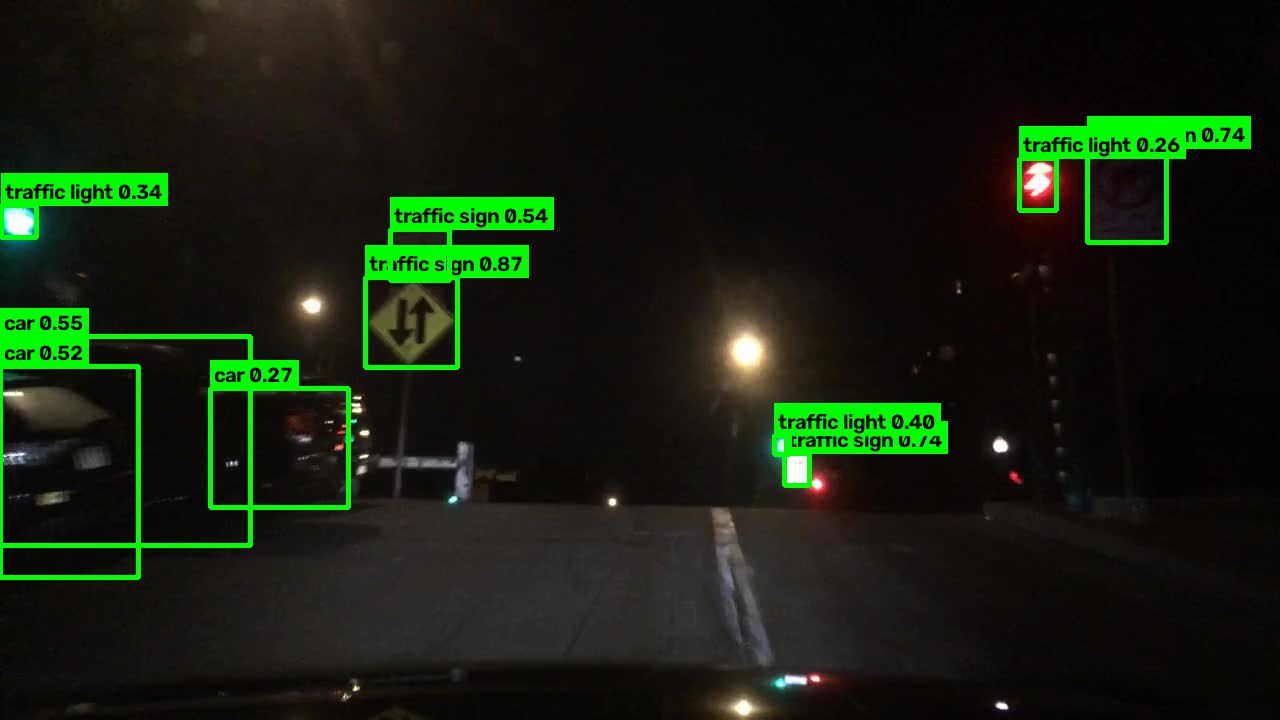 n 0.74
traffic light 0.26
traffic light 0.34
traffic sign 0.54
traffic sign 0.87
car 0.55
car 0.52
car 0.27
traffic light 0.40
traffic sign 0.74